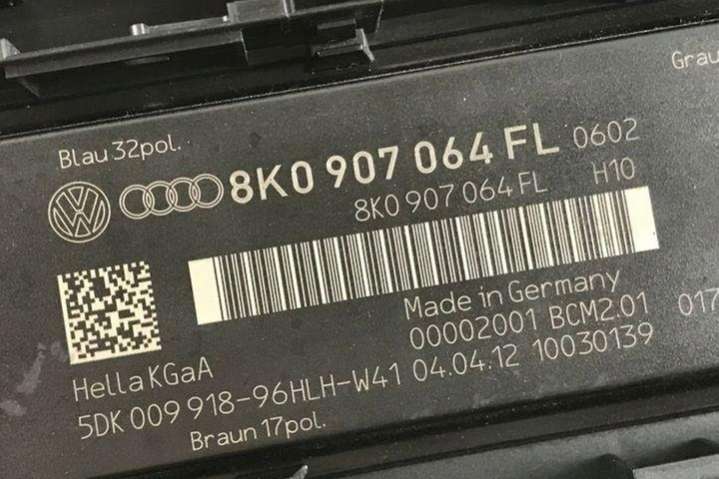 Grau
Blau 32pol.
8K0 907 064 FL 0602
8K0 907 064 FL H10
Made in Germany
00002001 BCM2.01 017
Hella KGaA
5DK 009 918-96HLH-W41 04.04.12 10030139
Braun 17pol.